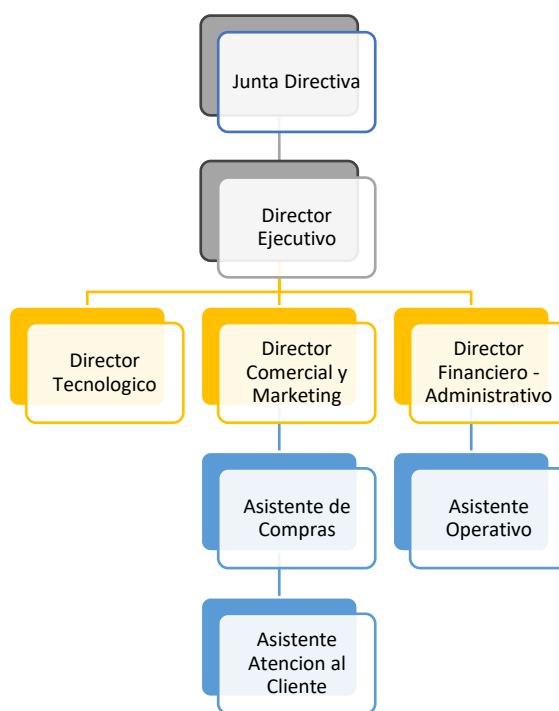 Junta Directiva
Director
Ejecutivo
Director
Tecnologico
Director
Comercial y
Marketing
Director
Financiero -
Administrativo
Asistente de
Compras
Asistente
Operativo
Asistente
Atencion al
Cliente